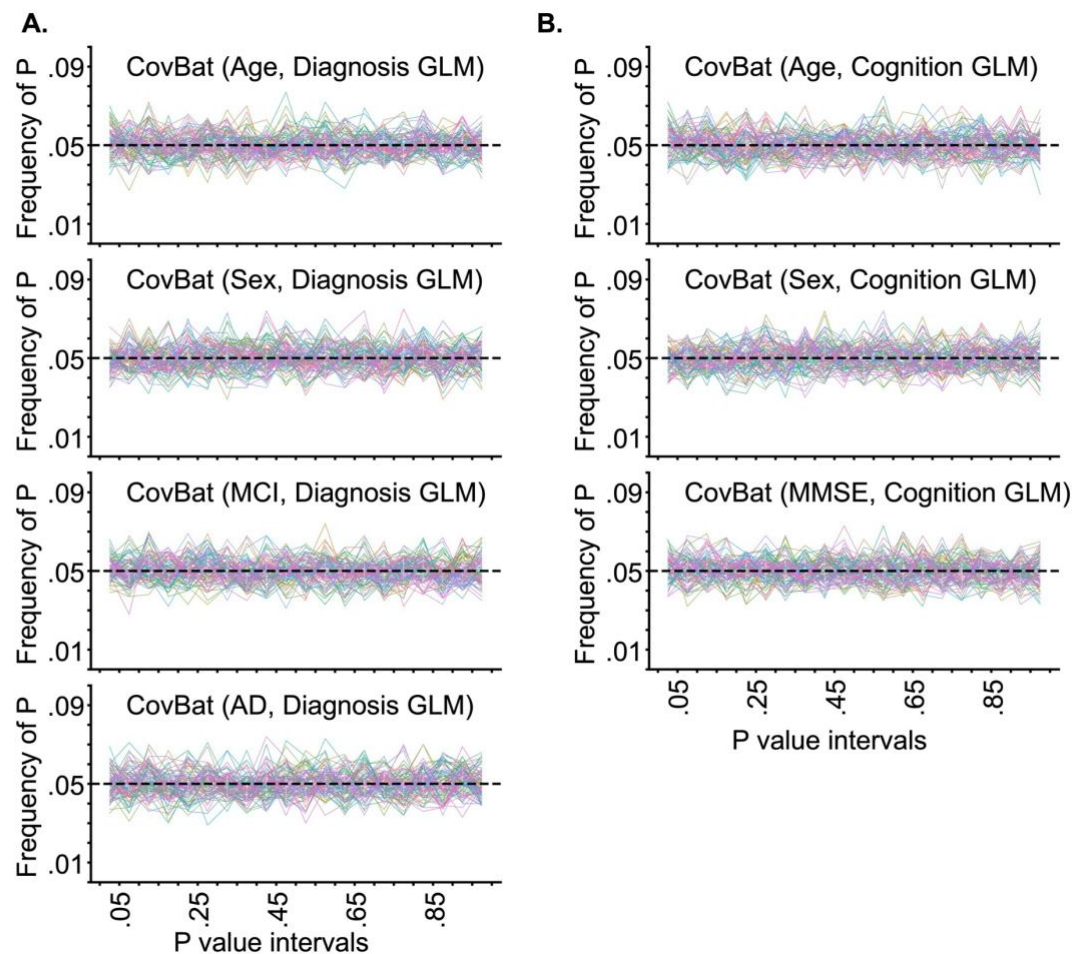 A.
CovBat (Age, Diagnosis GLM)
Frequency of P
.09
.05
.01
CovBat (Sex, Diagnosis GLM)
Frequency of P
.09
.05
.01
CovBat (MCI, Diagnosis GLM)
Frequency of P
.09
.05
.01
CovBat (AD, Diagnosis GLM)
Frequency of P
.09
.05
.01
.05 .25 .45 .65 .85
P value intervals
B.
CovBat (Age, Cognition GLM)
Frequency of P
.09
.05
.01
CovBat (Sex, Cognition GLM)
Frequency of P
.09
.05
.01
CovBat (MMSE, Cognition GLM)
Frequency of P
.09
.05
.01
.05 .25 .45 .65 .85
P value intervals